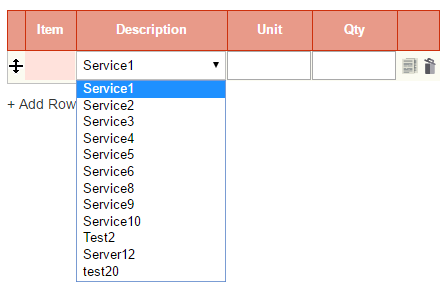 Item Description Unit Qty
Service1
Service1
Service2
Service3
Service4
Service5
Service6
Service8
Service9
Service10
Test2
Server12
test20
+ Add Row